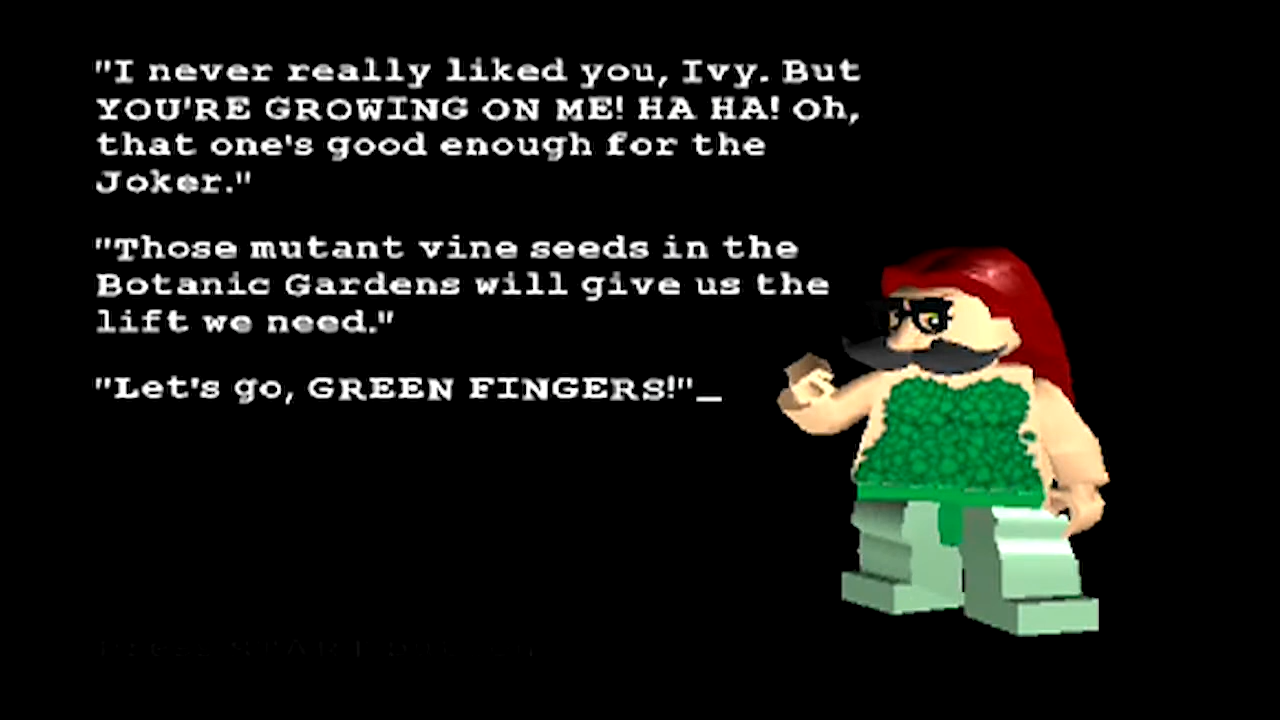 "I never really liked you, Ivy. But
YOU'RE GROWING ON ME! HA HA! Oh,
that one's good enough for the
Joker."
"Those mutant vine seeds in the
Botanic Gardens will give us the
lift we need."
"Let's go, GREEN FINGERS!"_